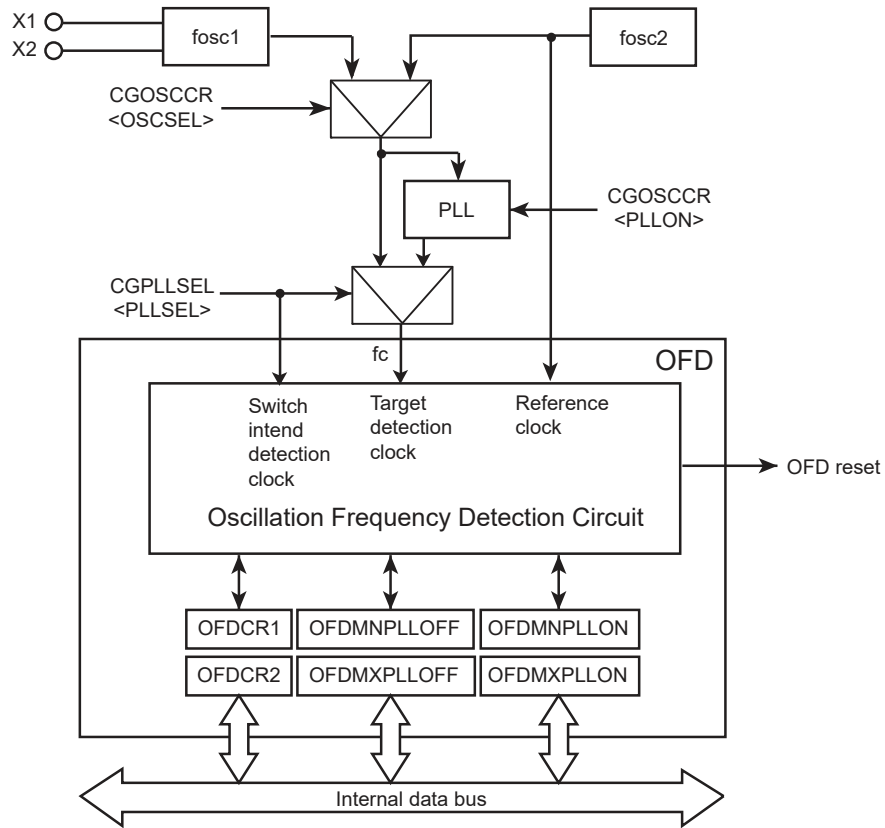 X1
X2
fosc1
fosc2
CGOSCCR
<OSCSEL>
PLL
CGOSCCR
<PLLON>
CGPLLSEL
<PLLSEL>
fc
OFD
Switch
intend
detection
clock
Target
detection
clock
Reference
clock
OFD reset
Oscillation Frequency Detection Circuit
OFDCR1
OFDMNPLLOFF
OFDMNPLLON
OFDCR2
OFDMXPLLOFF
OFDMXPLLON
Internal data bus